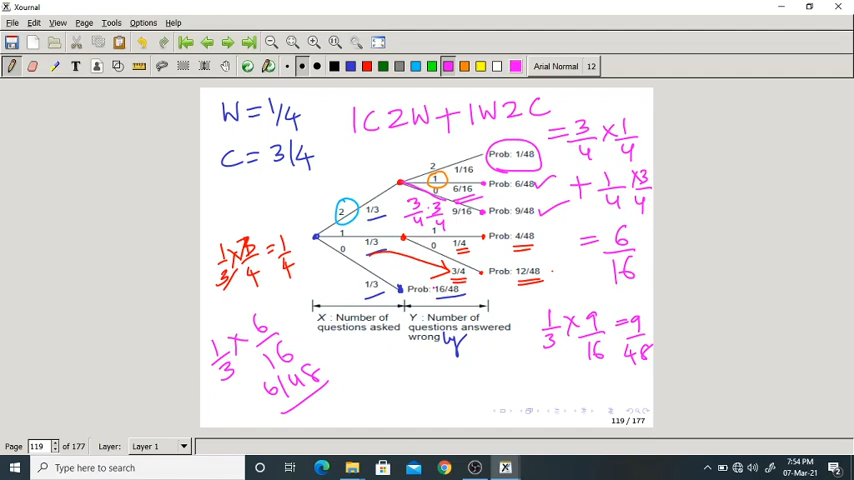 Xournal
File Edit View Page Tools Options Help
Arial Normal 12
W = 1/4
C = 3/4
1C 2W + 1W 2C
= 3/4 × 1/4
+ 1/4 × 3/4
= 6/16
2
1/16
Prob: 1/48
1
6/16
Prob: 6/48
0
9/16
Prob: 9/48
3/4 · 3/4
2
1/3
1
1/3
1
1/4
Prob: 4/48
0
3/4
Prob: 12/48
0
1/3
Prob: 16/48
1/3 × 3/4 = 1/4
1/3 × 6/16
6/48
1/3 × 9/16 = 9/48
X : Number of
questions asked
Y : Number of
questions answered
wrong ly
119 / 177
Page 119 of 177 Layer: Layer 1
Type here to search
7:54 PM
07-Mar-21
2